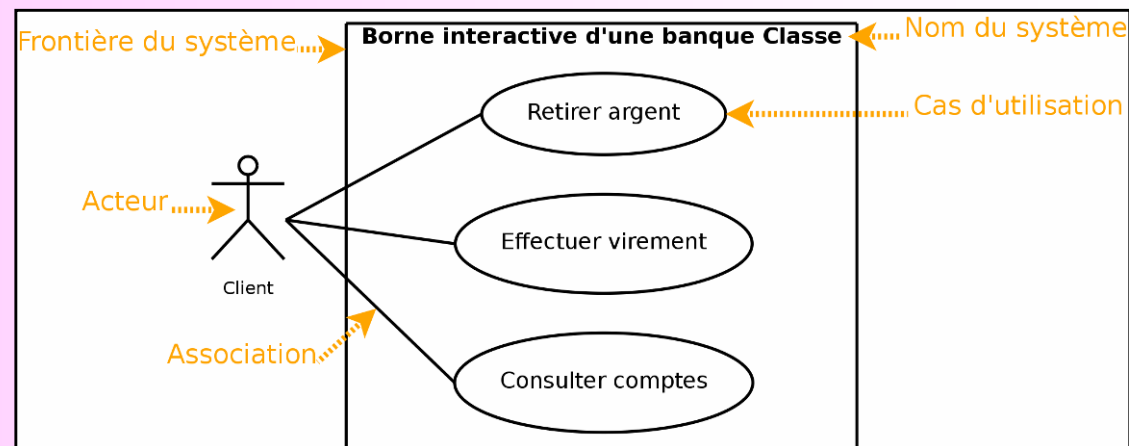 Frontière du système
Borne interactive d'une banque Classe
Nom du système
Retirer argent
Cas d'utilisation
Acteur
Effectuer virement
Client
Association
Consulter comptes